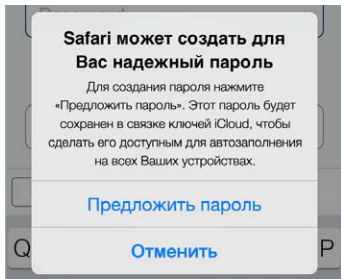 Safari может создать для
Вас надежный пароль
Для создания пароля нажмите
«Предложить пароль». Этот пароль будет
сохранен в связке ключей iCloud, чтобы
сделать его доступным для автозаполнения
на всех Ваших устройствах.
Предложить пароль
Q
P
Отменить